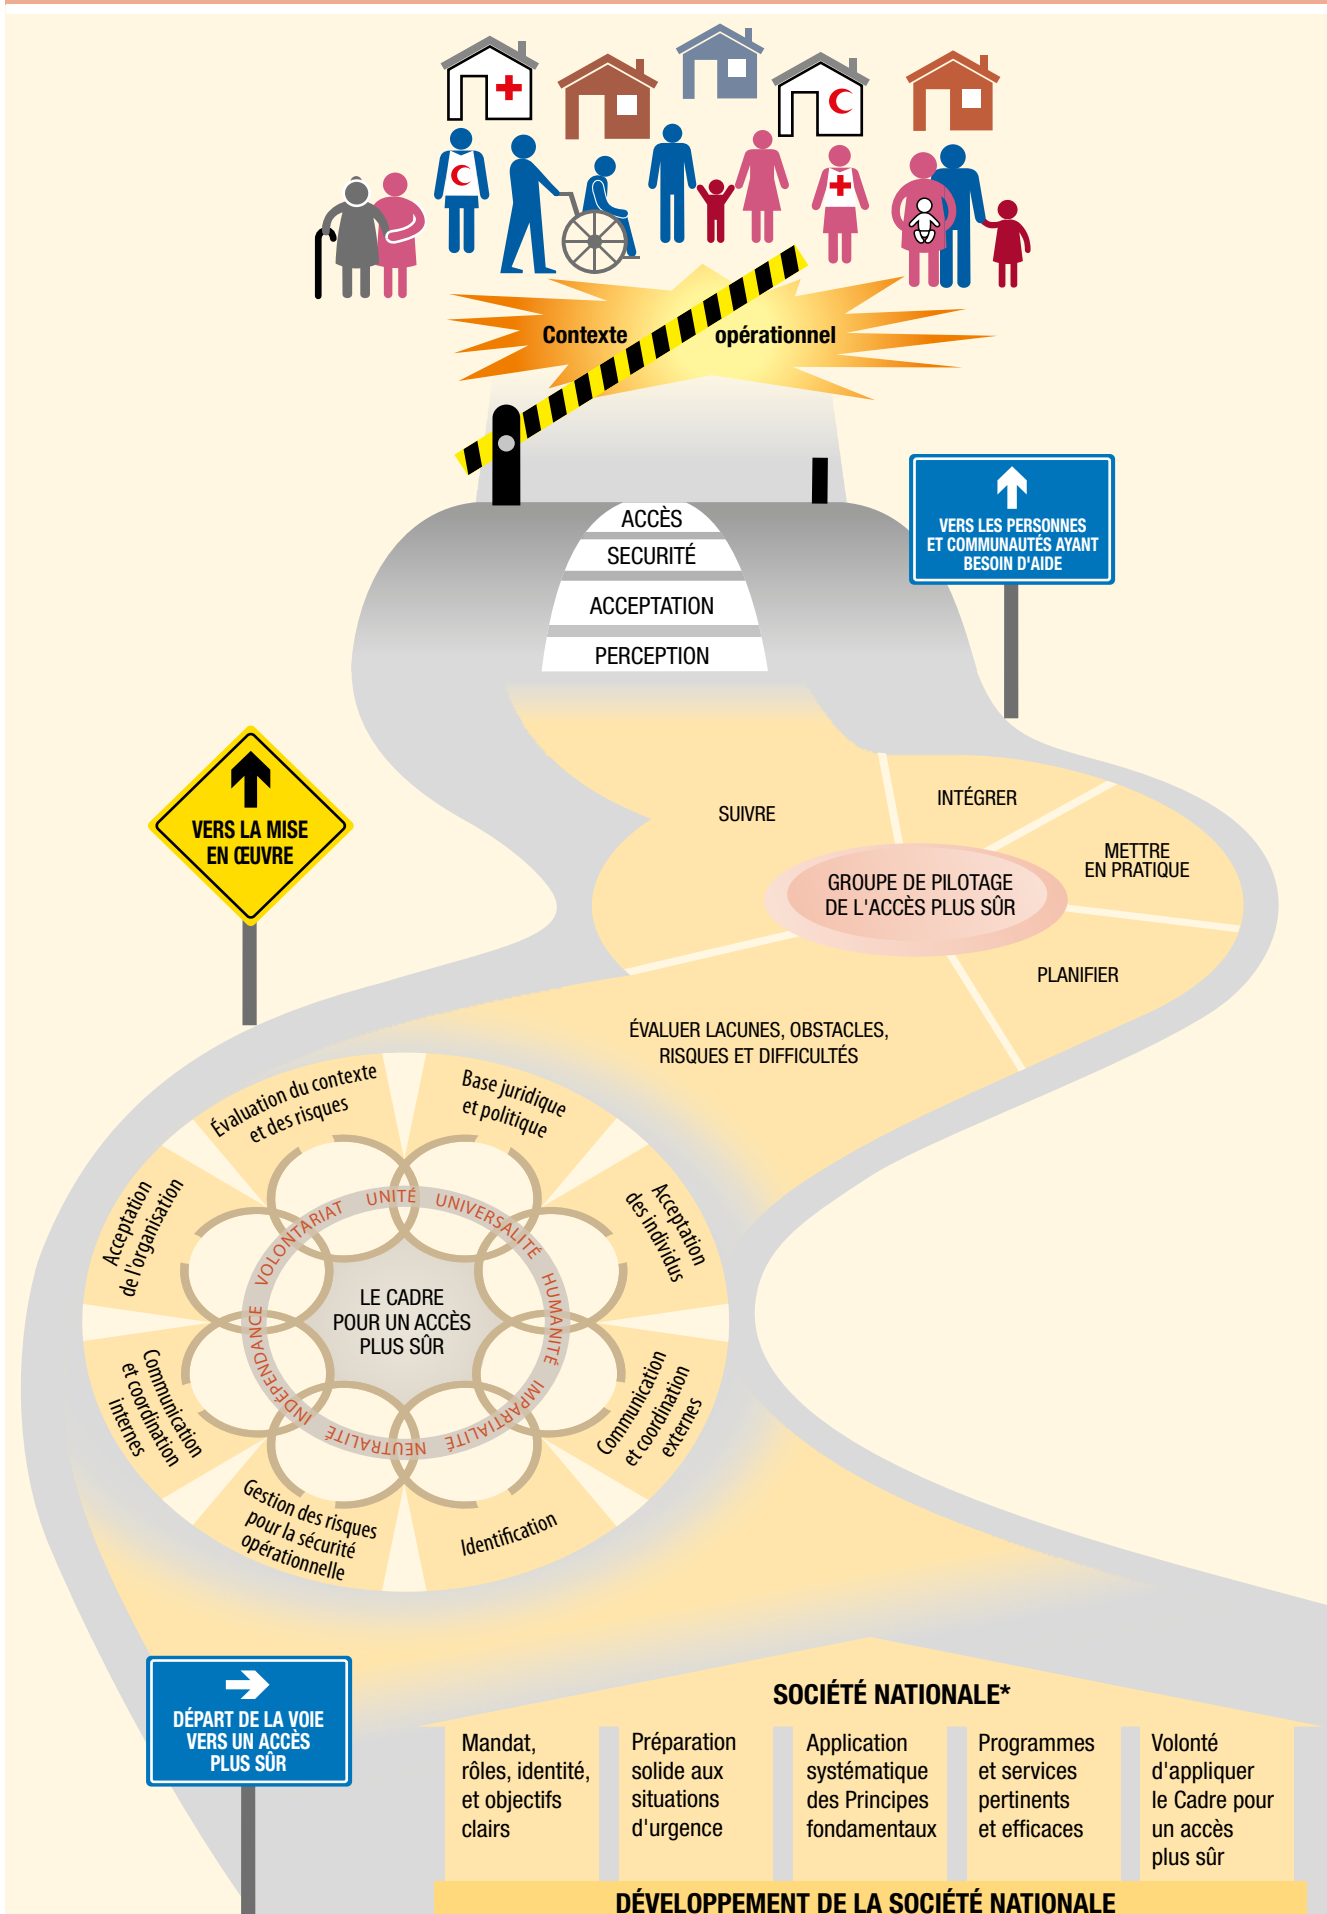 Contexte opérationnel
ACCÈS
SECURITÉ
ACCEPTATION
PERCEPTION
VERS LES PERSONNES
ET COMMUNAUTÉS AYANT
BESOIN D'AIDE
VERS LA MISE
EN ŒUVRE
SUIVRE
INTÉGRER
METTRE
EN PRATIQUE
GROUPE DE PILOTAGE
DE L'ACCÈS PLUS SÛR
PLANIFIER
ÉVALUER LACUNES, OBSTACLES,
RISQUES ET DIFFICULTÉS
Évaluation du contexte
et des risques
Base juridique
et politique
Acceptation
des individus
Communication
et coordination
externes
Identification
Gestion des risques
pour la sécurité
opérationnelle
Communication
et coordination
internes
Acceptation
de l'organisation
UNITÉ UNIVERSALITÉ HUMANITÉ IMPARTIALITÉ NEUTRALITÉ INDÉPENDANCE VOLONTARIAT
LE CADRE
POUR UN ACCÈS
PLUS SÛR
DÉPART DE LA VOIE
VERS UN ACCÈS
PLUS SÛR
SOCIÉTÉ NATIONALE*
Mandat,
rôles, identité,
et objectifs
clairs
Préparation
solide aux
situations
d'urgence
Application
systématique
des Principes
fondamentaux
Programmes
et services
pertinents
et efficaces
Volonté
d'appliquer
le Cadre pour
un accès
plus sûr
DÉVELOPPEMENT DE LA SOCIÉTÉ NATIONALE